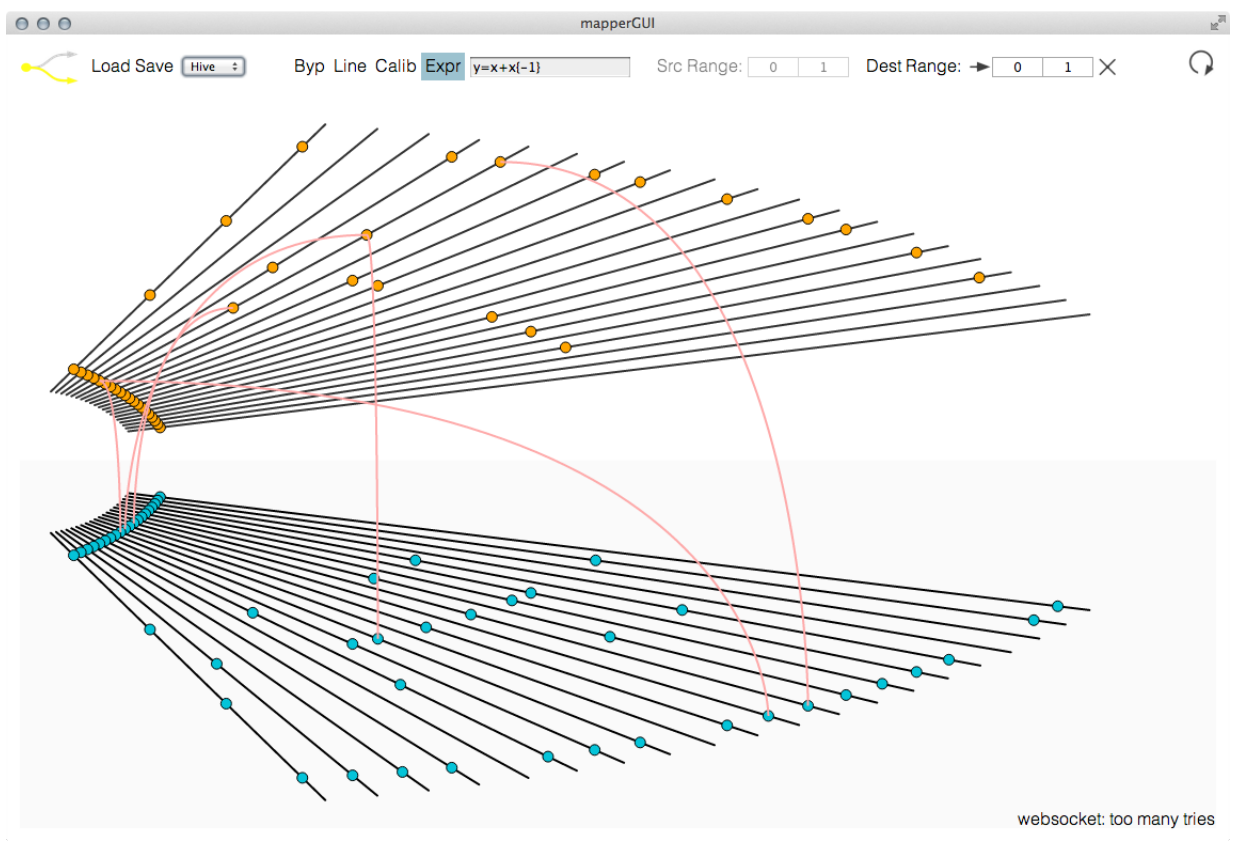 mapperGUI
Load Save Hive Byp Line Calib Expr y=x+x{-1} Src Range: 0 1 Dest Range: 0 1
websocket: too many tries